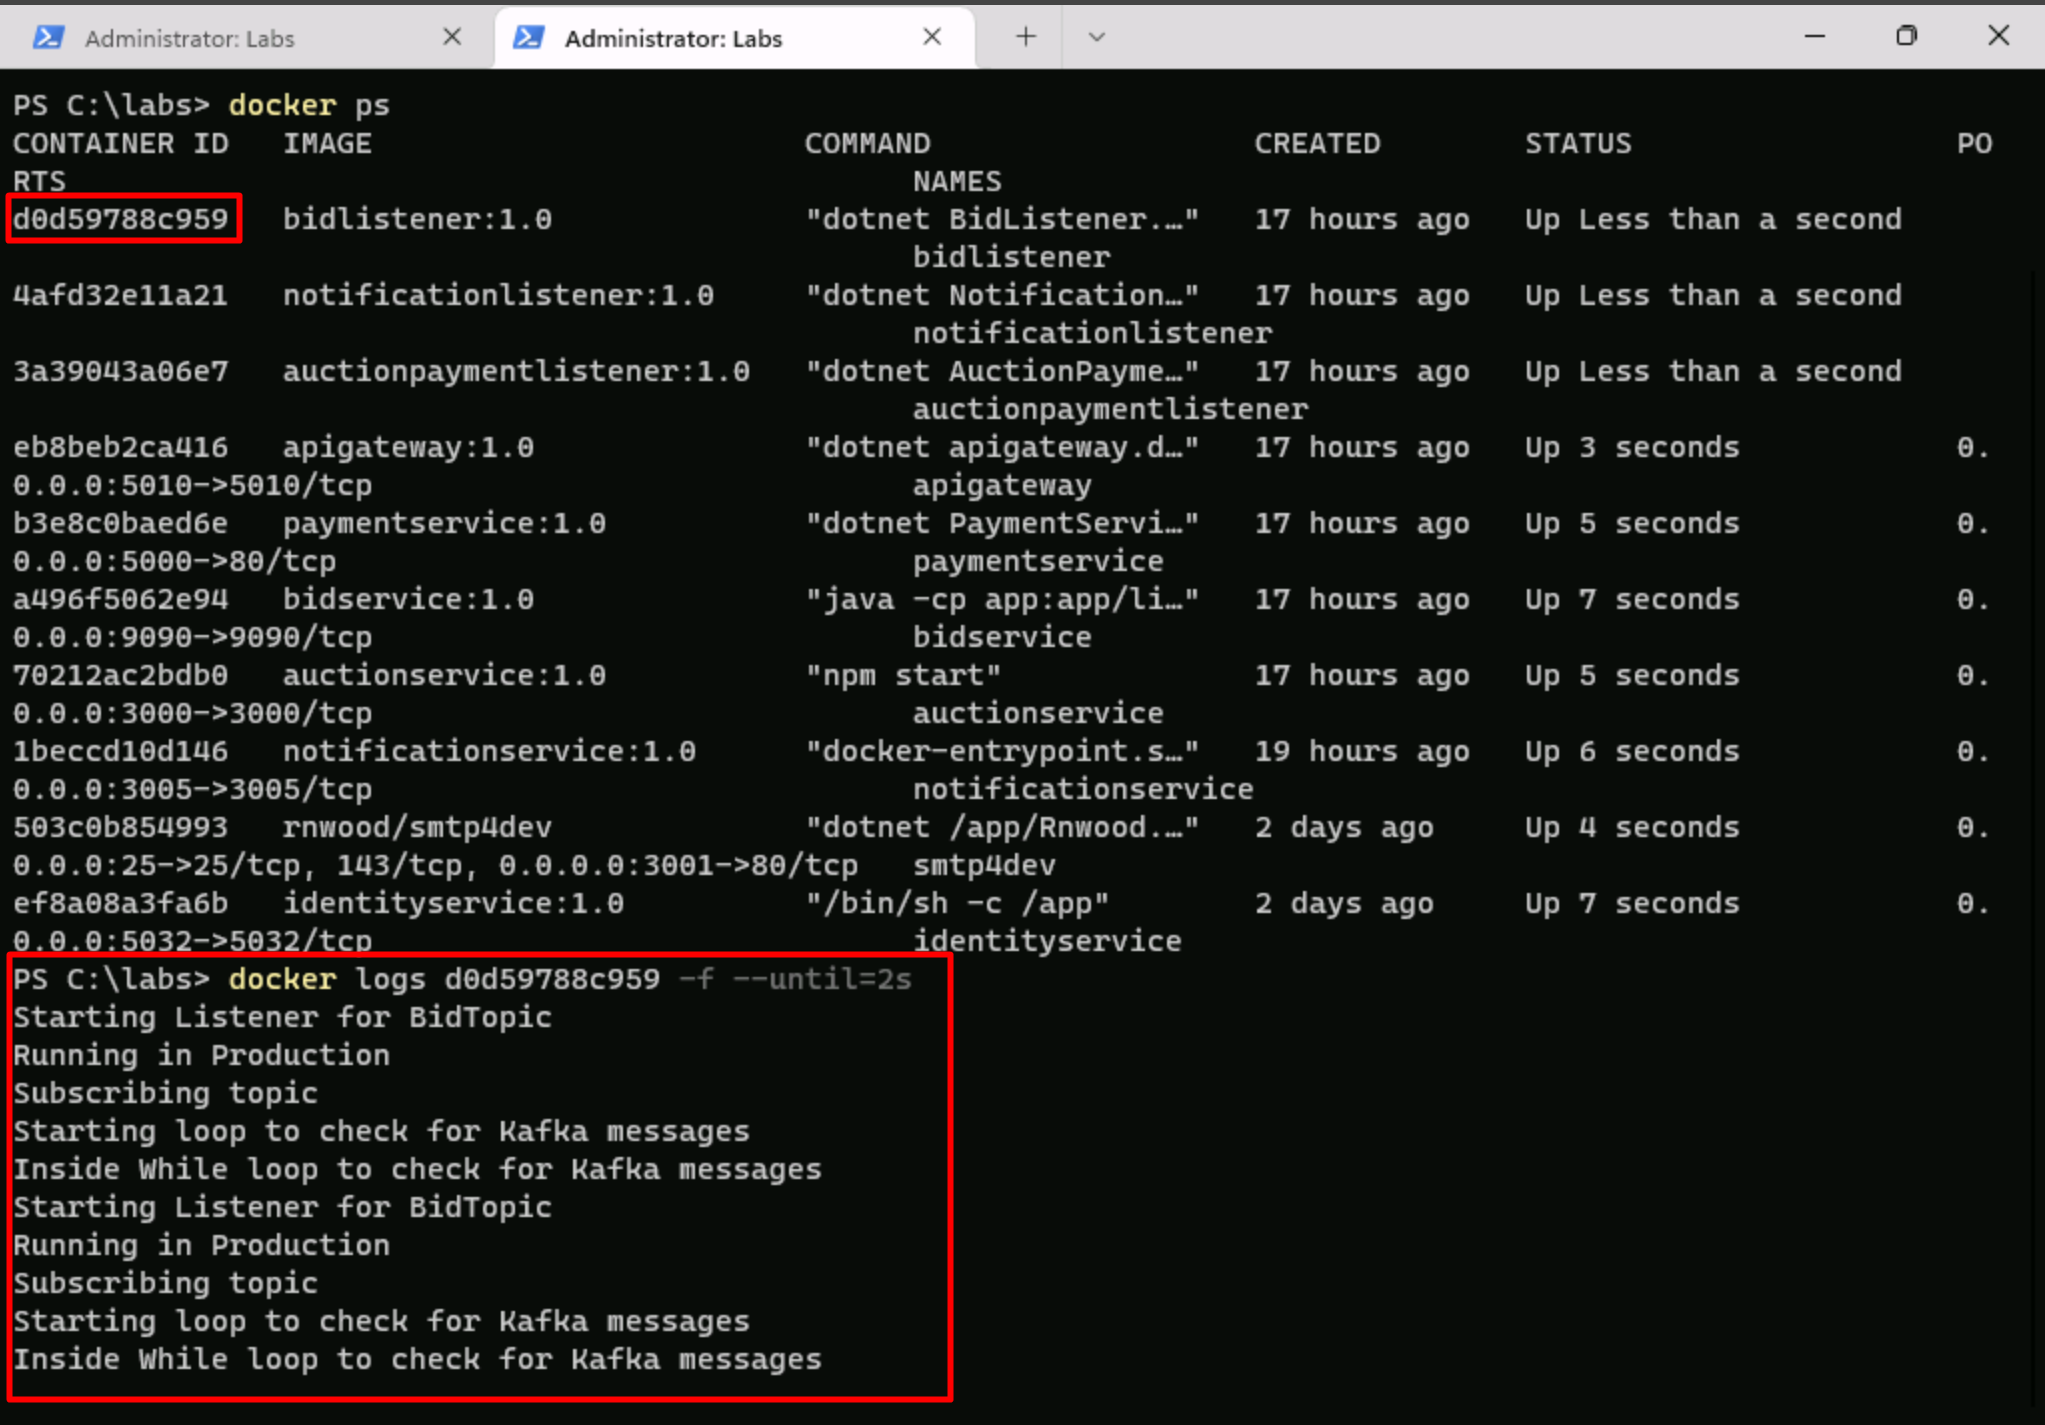 Administrator: Labs
Administrator: Labs
PS C:\labs> docker ps
CONTAINER ID   IMAGE                        COMMAND                  CREATED        STATUS                  PO
RTS                                               NAMES
d0d59788c959   bidlistener:1.0              "dotnet BidListener.…"   17 hours ago   Up Less than a second
                                                  bidlistener
4afd32e11a21   notificationlistener:1.0     "dotnet Notification…"   17 hours ago   Up Less than a second
                                                  notificationlistener
3a39043a06e7   auctionpaymentlistener:1.0   "dotnet AuctionPayme…"   17 hours ago   Up Less than a second
                                                  auctionpaymentlistener
eb8beb2ca416   apigateway:1.0               "dotnet apigateway.d…"   17 hours ago   Up 3 seconds            0.
0.0.0:5010->5010/tcp                              apigateway
b3e8c0baed6e   paymentservice:1.0           "dotnet PaymentServi…"   17 hours ago   Up 5 seconds            0.
0.0.0:5000->80/tcp                                paymentservice
a496f5062e94   bidservice:1.0               "java -cp app:app/li…"   17 hours ago   Up 7 seconds            0.
0.0.0:9090->9090/tcp                              bidservice
70212ac2bdb0   auctionservice:1.0           "npm start"              17 hours ago   Up 5 seconds            0.
0.0.0:3000->3000/tcp                              auctionservice
1beccd10d146   notificationservice:1.0      "docker-entrypoint.s…"   19 hours ago   Up 6 seconds            0.
0.0.0:3005->3005/tcp                              notificationservice
503c0b854993   rnwood/smtp4dev              "dotnet /app/Rnwood.…"   2 days ago     Up 4 seconds            0.
0.0.0:25->25/tcp, 143/tcp, 0.0.0.0:3001->80/tcp   smtp4dev
ef8a08a3fa6b   identityservice:1.0          "/bin/sh -c /app"        2 days ago     Up 7 seconds            0.
0.0.0:5032->5032/tcp                              identityservice
PS C:\labs> docker logs d0d59788c959 -f --until=2s
Starting Listener for BidTopic
Running in Production
Subscribing topic
Starting loop to check for Kafka messages
Inside While loop to check for Kafka messages
Starting Listener for BidTopic
Running in Production
Subscribing topic
Starting loop to check for Kafka messages
Inside While loop to check for Kafka messages